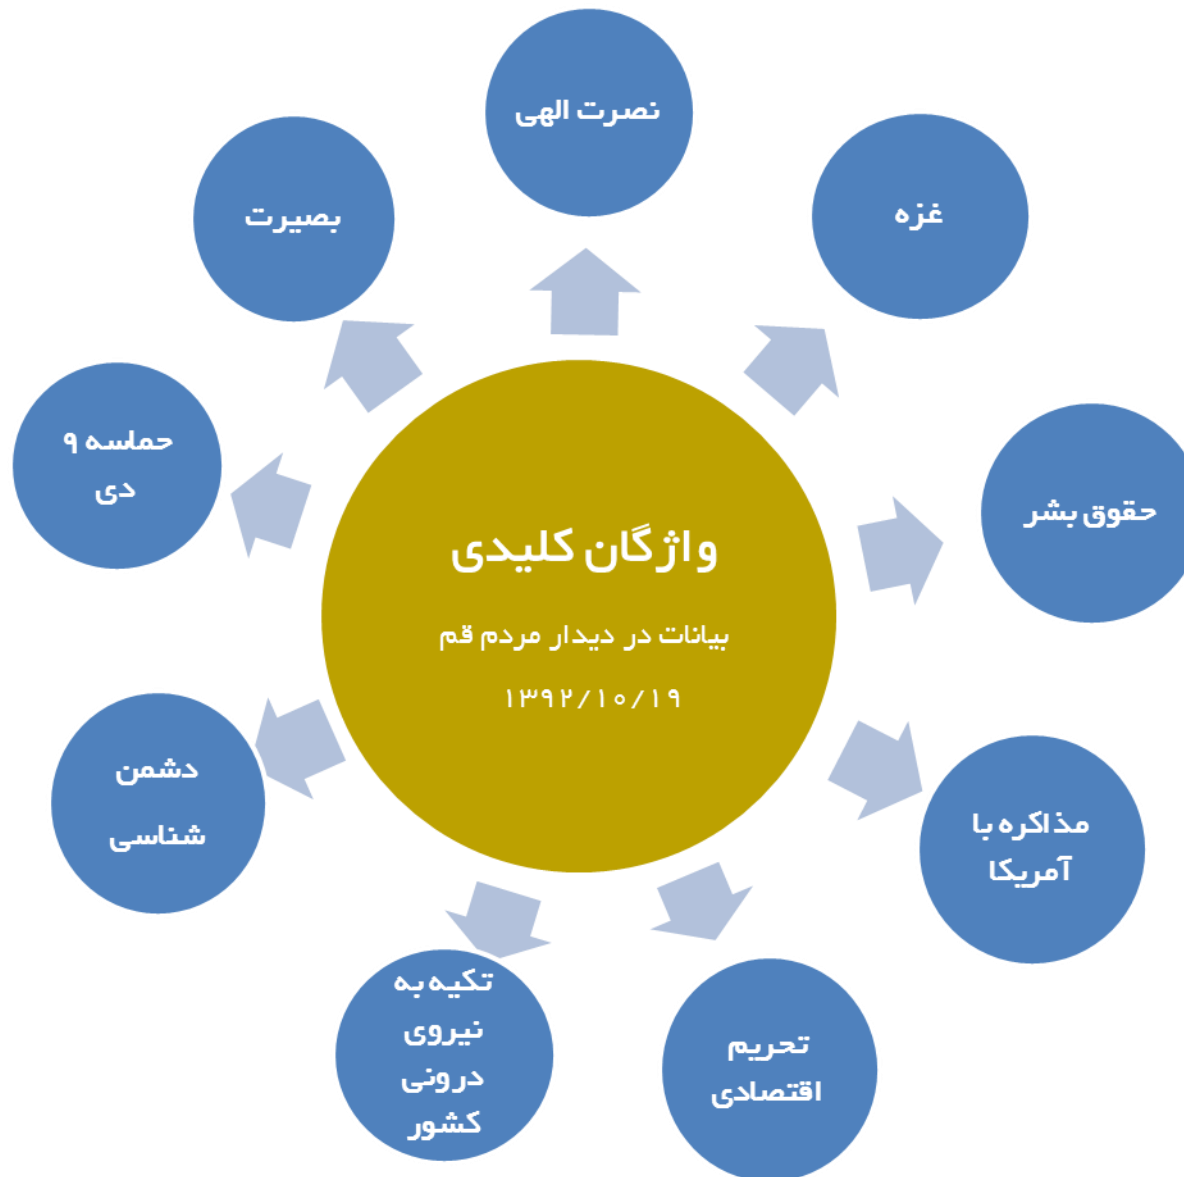 واژگان کلیدی
بیانات در دیدار مردم قم
۱۳۹۲/۱۰/۱۹
نصرت الهی
غزه
حقوق بشر
مذاکره با
آمریکا
تحریم
اقتصادی
تکیه به
نیروی
درونی
کشور
دشمن
شناسی
حماسه ۹
دی
بصیرت